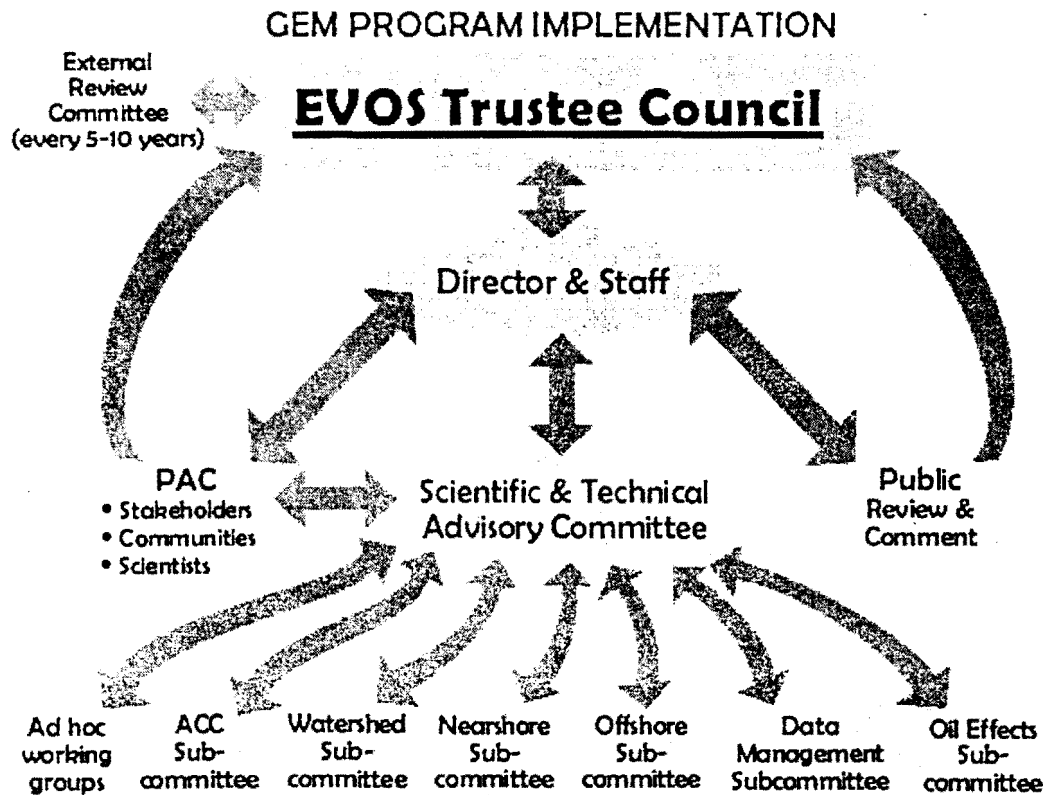 GEM PROGRAM IMPLEMENTATION
External
Review
Committee
(every 5-10 years)
EVOS Trustee Council
Director & Staff
PAC
• Stakeholders
• Communities
• Scientists
Scientific & Technical
Advisory Committee
Public
Review &
Comment
Ad hoc
working
groups
ACC
Sub-
committee
Watershed
Sub-
committee
Nearshore
Sub-
committee
Offshore
Sub-
committee
Data
Management
Subcommittee
Oil Effects
Sub-
committee